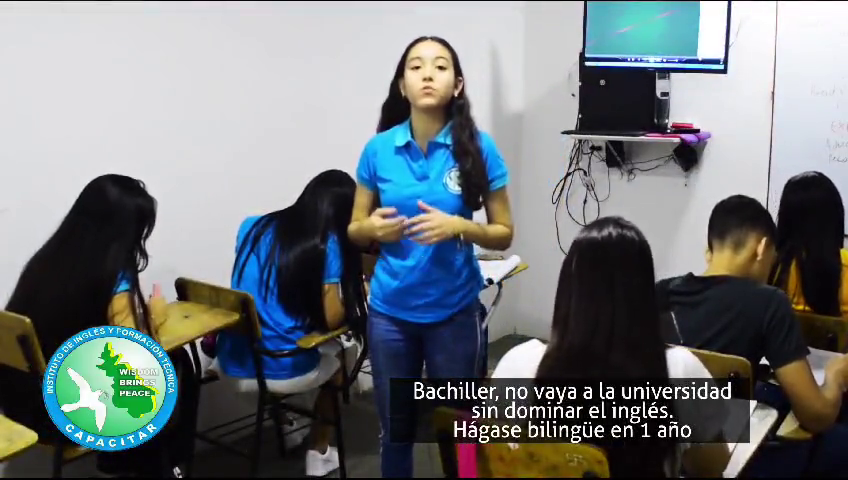 INSTITUTO DE INGLÉS Y FORMACIÓN TÉCNICA
WISDOM
BRINGS
PEACE
CAPACITAR
Bachiller, no vaya a la universidad
sin dominar el inglés.
Hágase bilingüe en 1 año